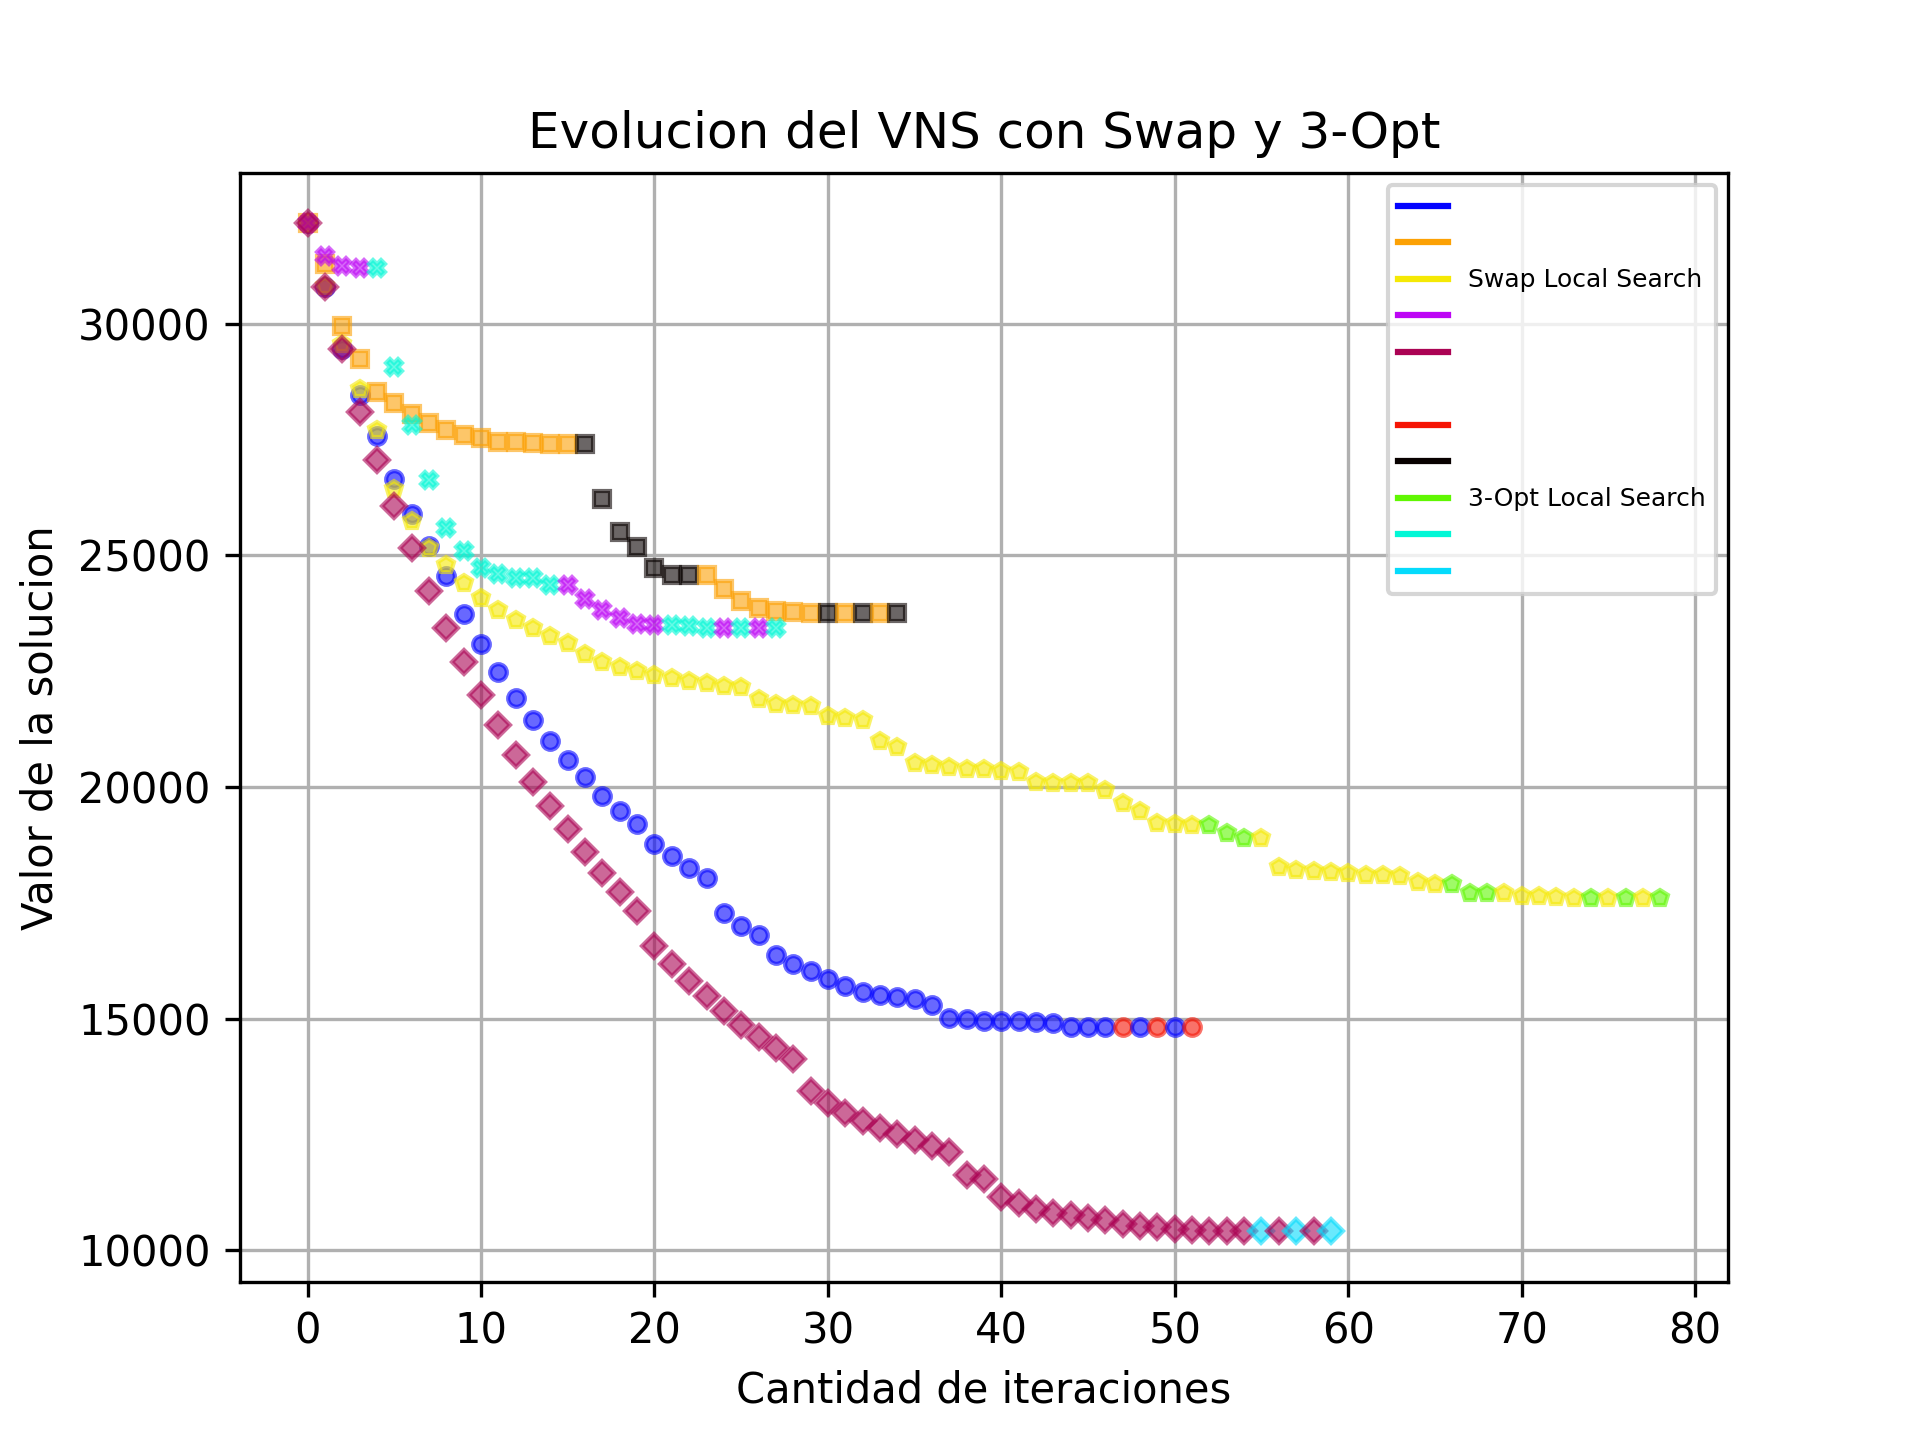 Evolucion del VNS con Swap y 3-Opt
Swap Local Search
3-Opt Local Search
30000
25000
20000
15000
10000
Valor de la solucion
0 10 20 30 40 50 60 70 80
Cantidad de iteraciones